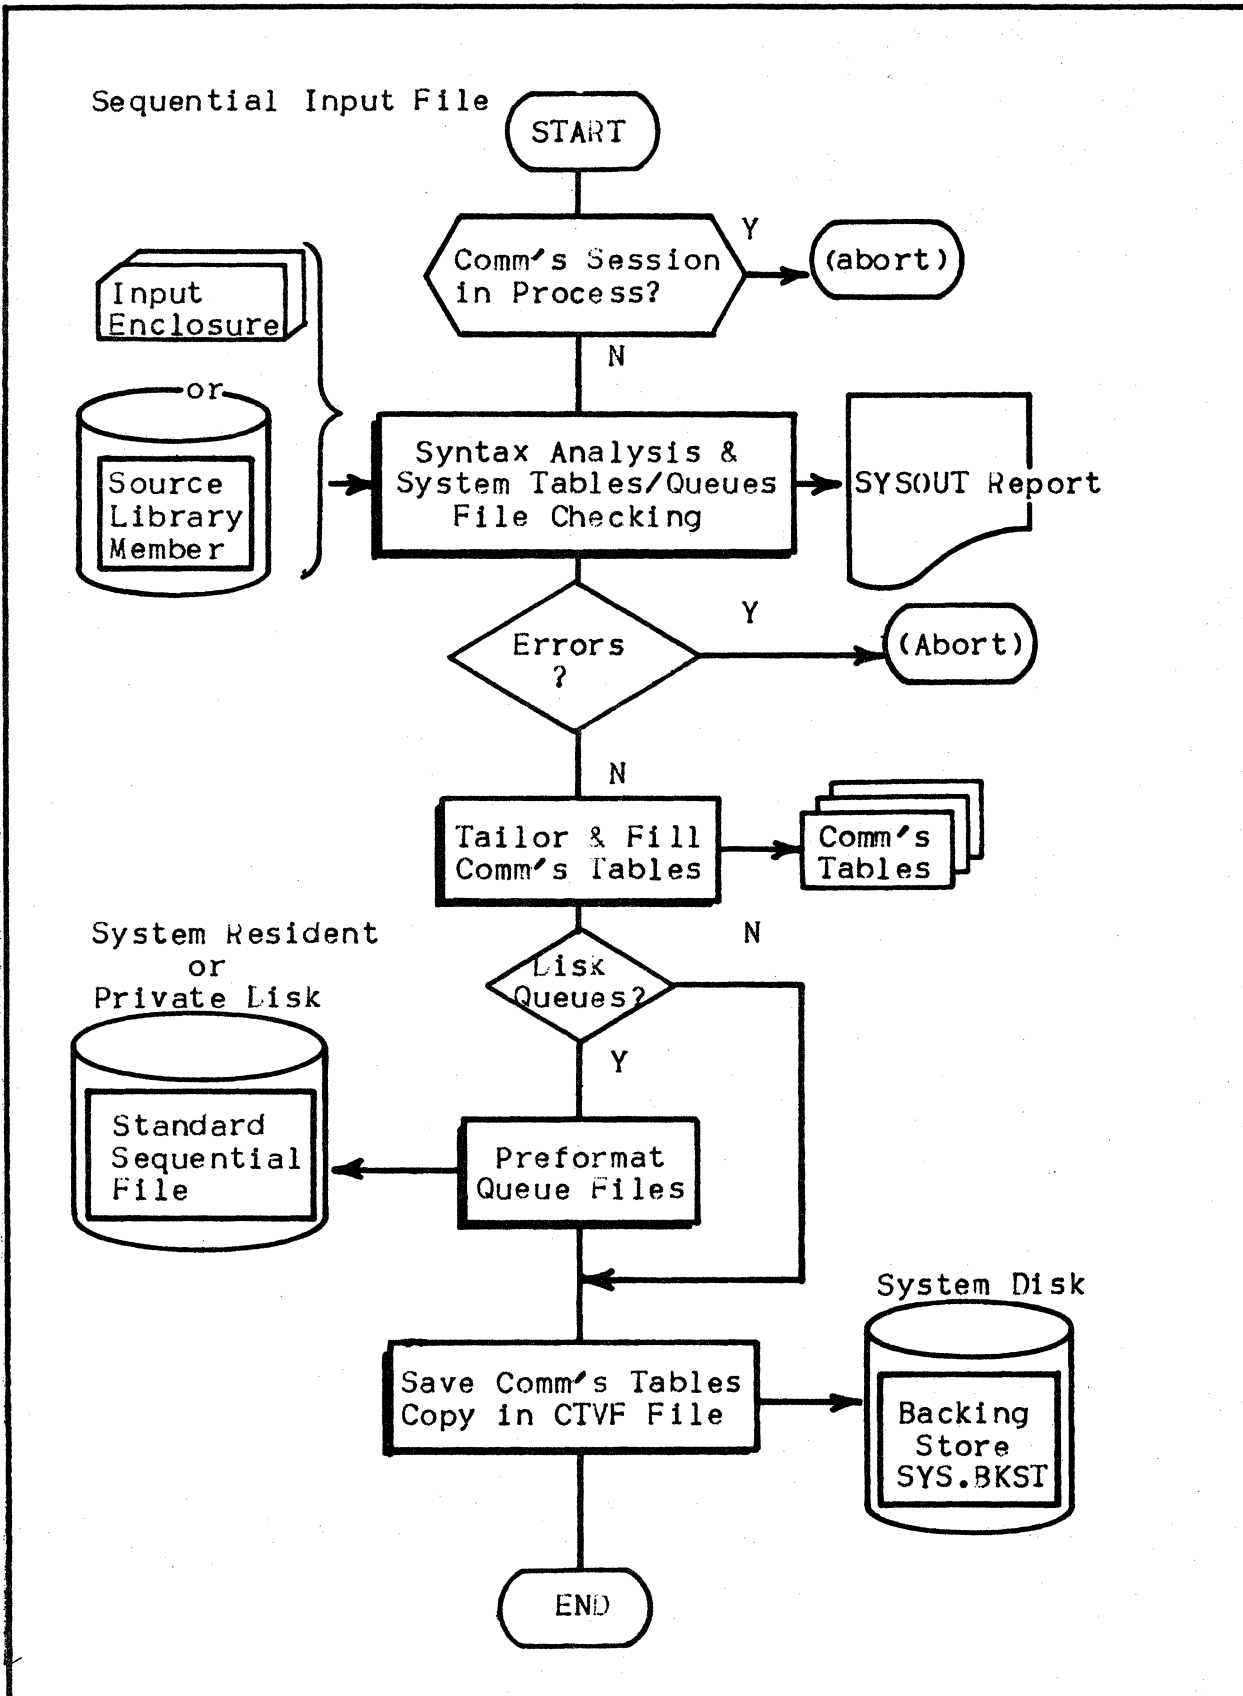 Sequential Input File
START
Comm's Session
in Process?
Y
(abort)
N
Input
Enclosure
or
Source
Library
Member
Syntax Analysis &
System Tables/Queues
File Checking
SYSOUT Report
Errors
?
Y
(Abort)
N
Tailor & Fill
Comm's Tables
Comm's
Tables
System Resident
or
Private Disk
Disk
Queues?
N
Y
Standard
Sequential
File
Preformat
Queue Files
System Disk
Save Comm's Tables
Copy in CTVF File
Backing
Store
SYS.BKST
END